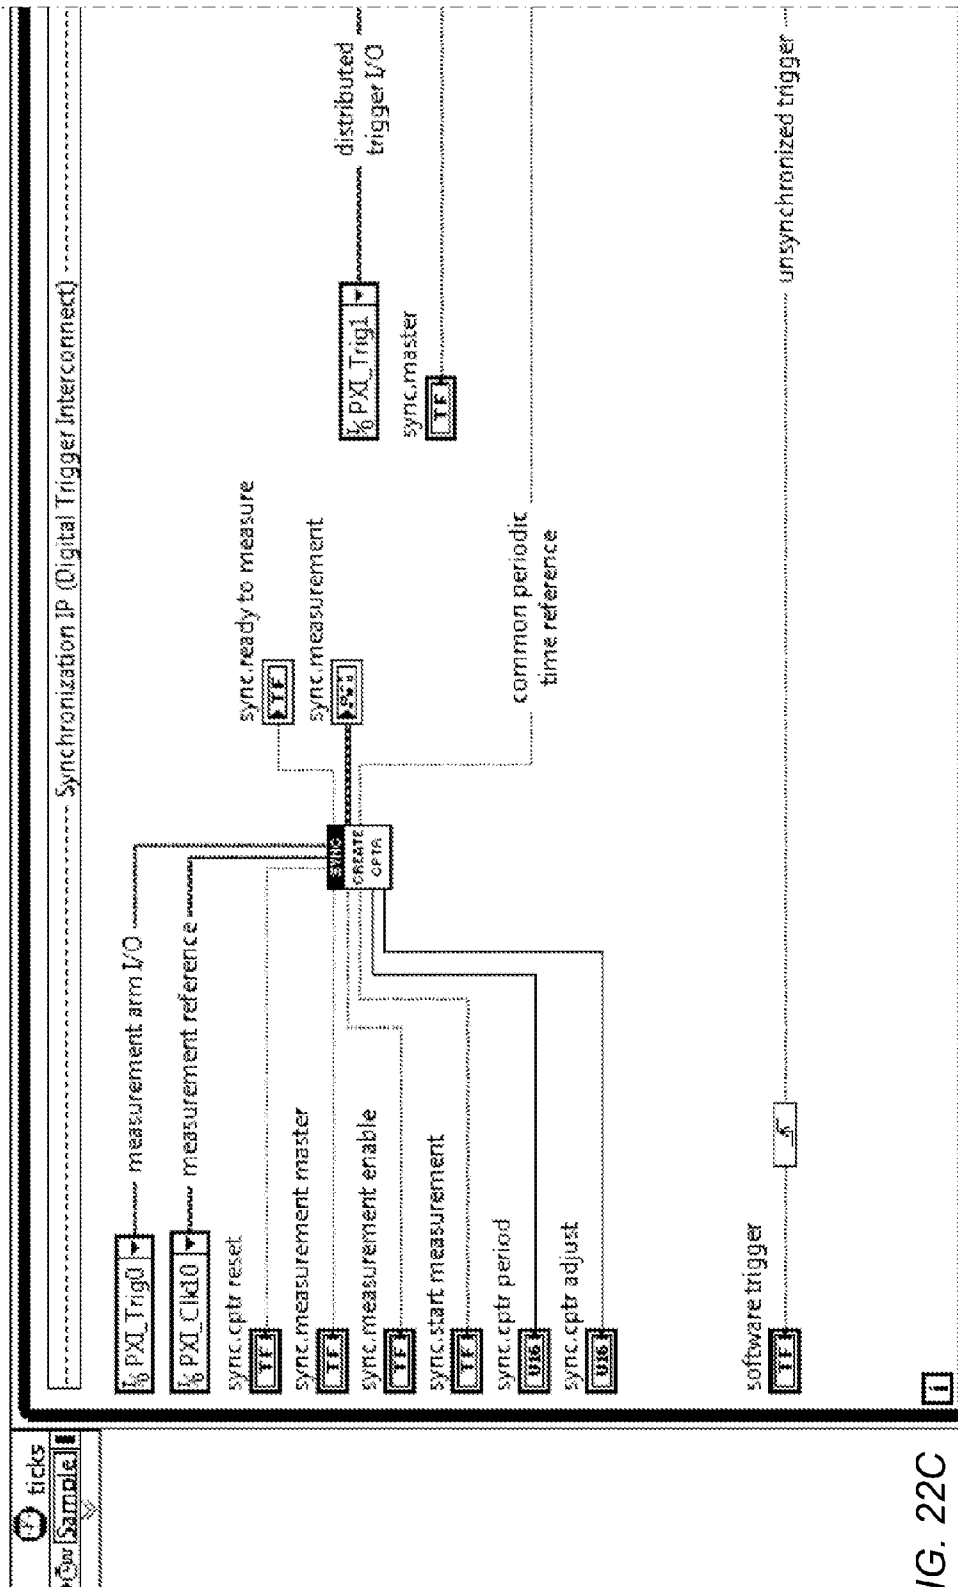 ticks
Sample
Synchronization IP (Digital Trigger Interconnect)
PXI_Trig0
measurement arm I/O
PXI_Clk10
measurement reference
sync.cptr reset
TF
sync.measurement master
TF
sync.measurement enable
TF
sync.start measurement
TF
sync.cptr period
U16
sync.cptr adjust
U16
SYNC
CREATE
CPTR
sync.ready to measure
TF
sync.measurement
common periodic
time reference
PXI_Trig1
distributed
trigger I/O
sync.master
TF
software trigger
TF
unsynchronized trigger
i
IG. 22C